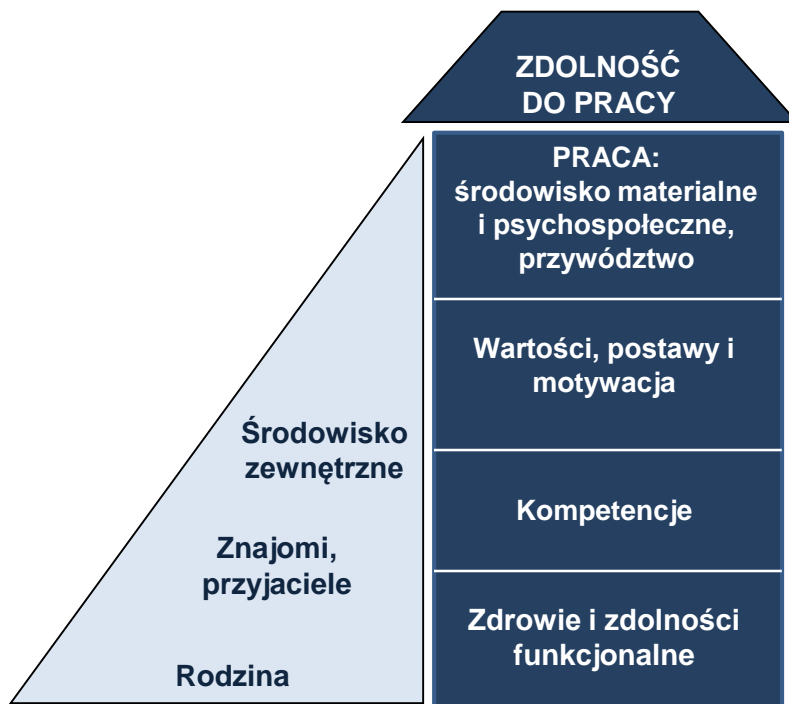 ZDOLNOŚĆ
DO PRACY
PRACA:
środowisko materialne
i psychospołeczne,
przywództwo
Wartości, postawy i
motywacja
Kompetencje
Zdrowie i zdolności
funkcjonalne
Środowisko
zewnętrzne
Znajomi,
przyjaciele
Rodzina